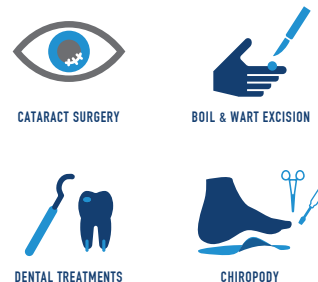 CATARACT SURGERY
BOIL & WART EXCISION
DENTAL TREATMENTS
CHIROPODY